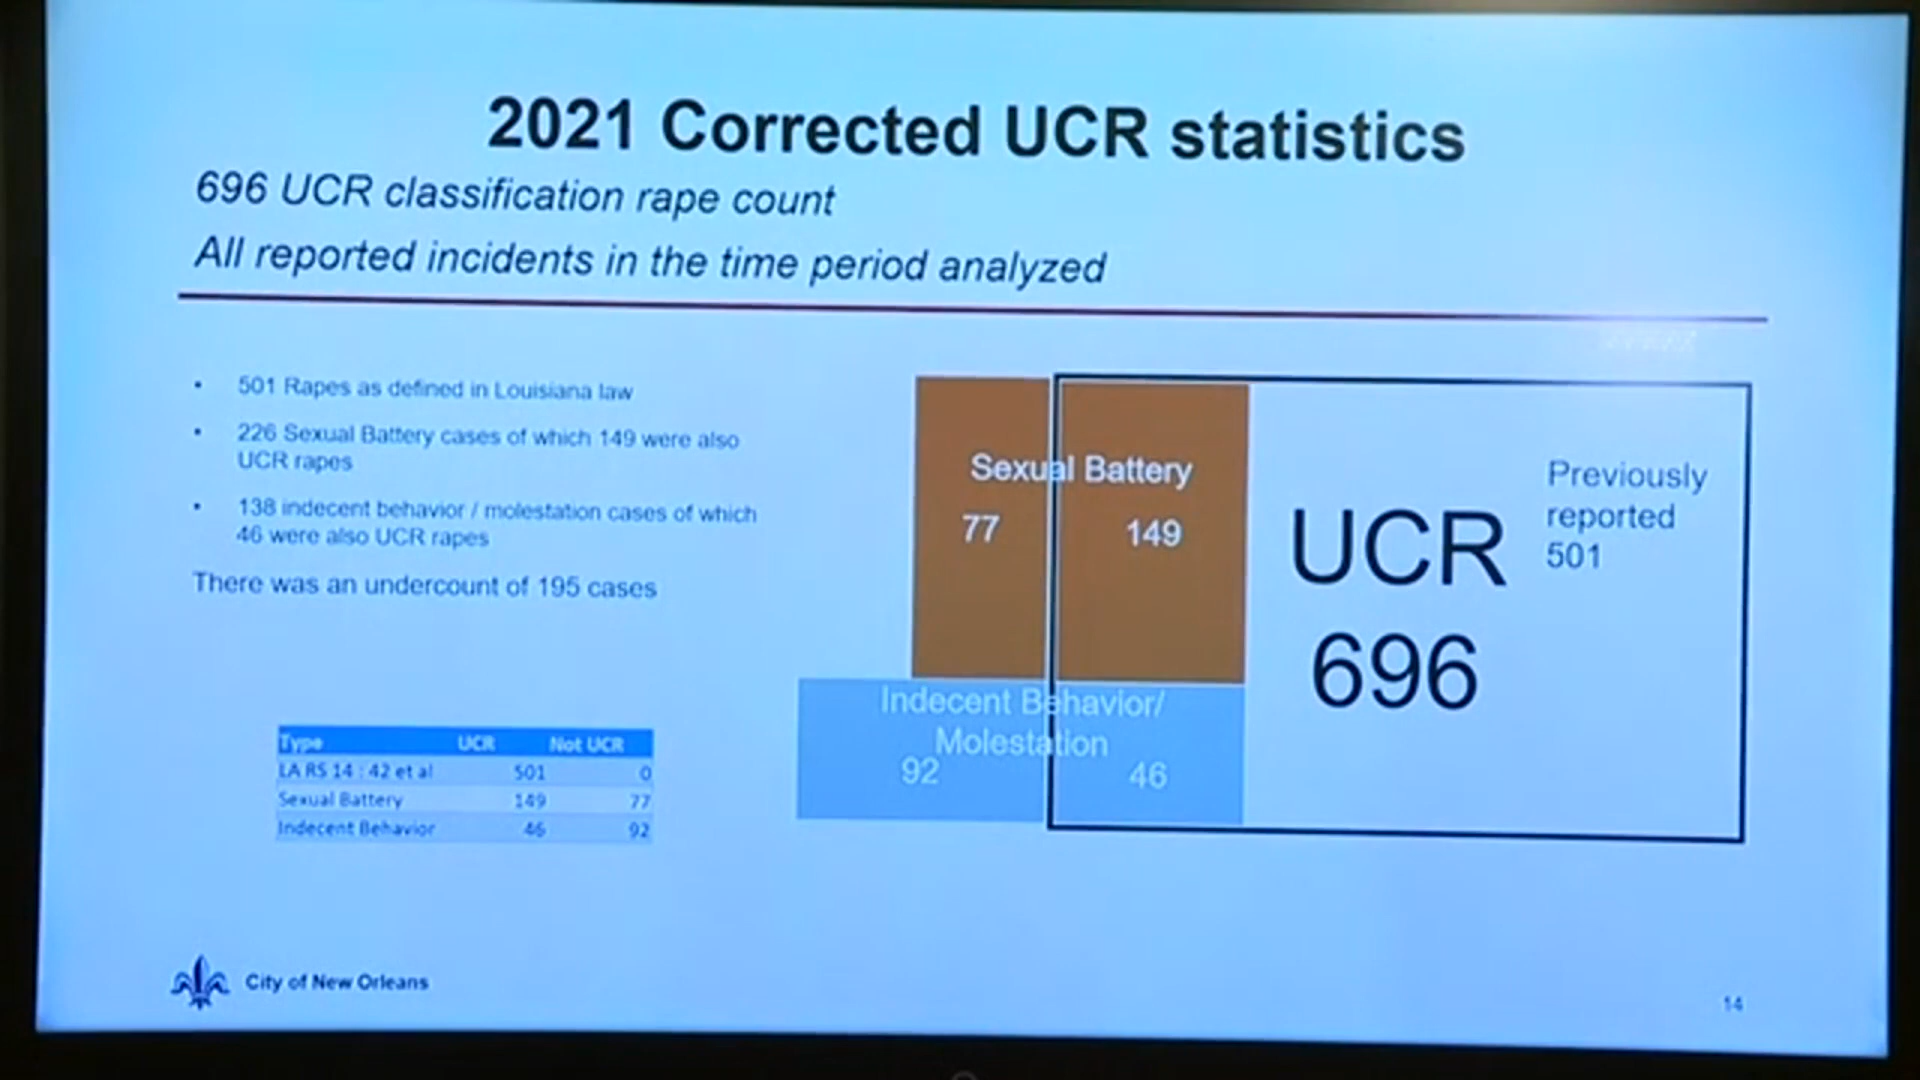 2021 Corrected UCR statistics
696 UCR classification rape count
All reported incidents in the time period analyzed
• 501 Rapes as defined in Louisiana law
• 226 Sexual Battery cases of which 149 were also
UCR rapes
• 138 indecent behavior / molestation cases of which
46 were also UCR rapes
There was an undercount of 195 cases
Type UCR Not UCR
LA RS 14 : 42 et al 501 0
Sexual Battery 149 77
Indecent Behavior 46 92
Sexual Battery
77 149
Indecent Behavior/
Molestation
92 46
UCR
696
Previously
reported
501
City of New Orleans
14